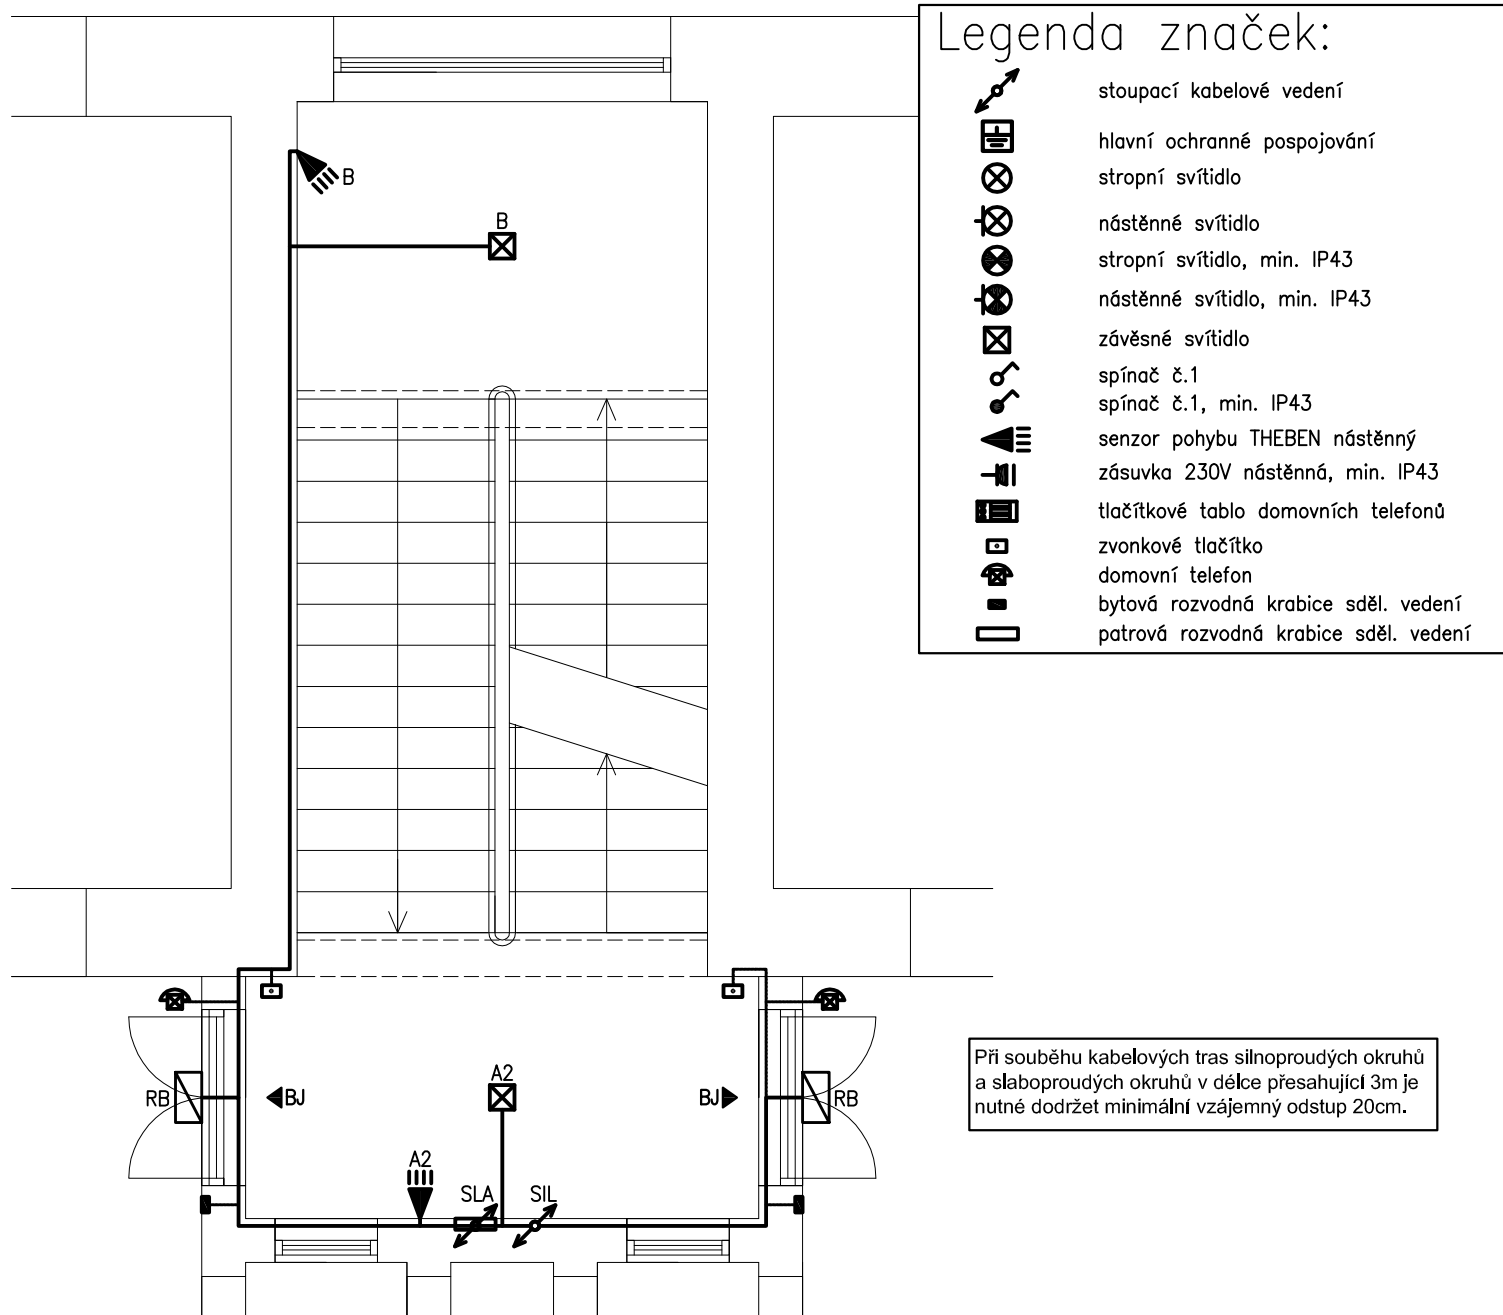 Legenda značek:
stoupací kabelové vedení
hlavní ochranné pospojování
stropní svítidlo
nástěnné svítidlo
stropní svítidlo, min. IP43
nástěnné svítidlo, min. IP43
závěsné svítidlo
spínač č.1
spínač č.1, min. IP43
senzor pohybu THEBEN nástěnný
zásuvka 230V nástěnná, min. IP43
tlačítkové tablo domovních telefonů
zvonkové tlačítko
domovní telefon
bytová rozvodná krabice sděl. vedení
patrová rozvodná krabice sděl. vedení
B
B
A2
RB
BJ
BJ
RB
A2
SLA
SIL
Při souběhu kabelových tras silnoproudých okruhů
a slaboproudých okruhů v délce přesahující 3m je
nutné dodržet minimální vzájemný odstup 20cm.